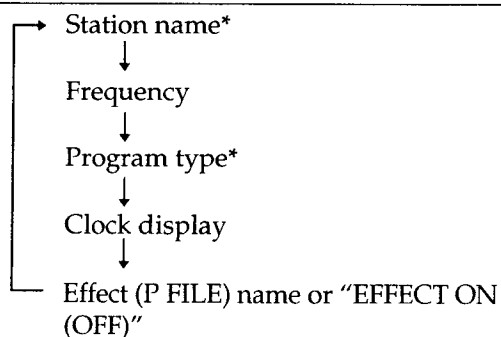 Station name*
Frequency
Program type*
Clock display
Effect (P FILE) name or "EFFECT ON
(OFF)"